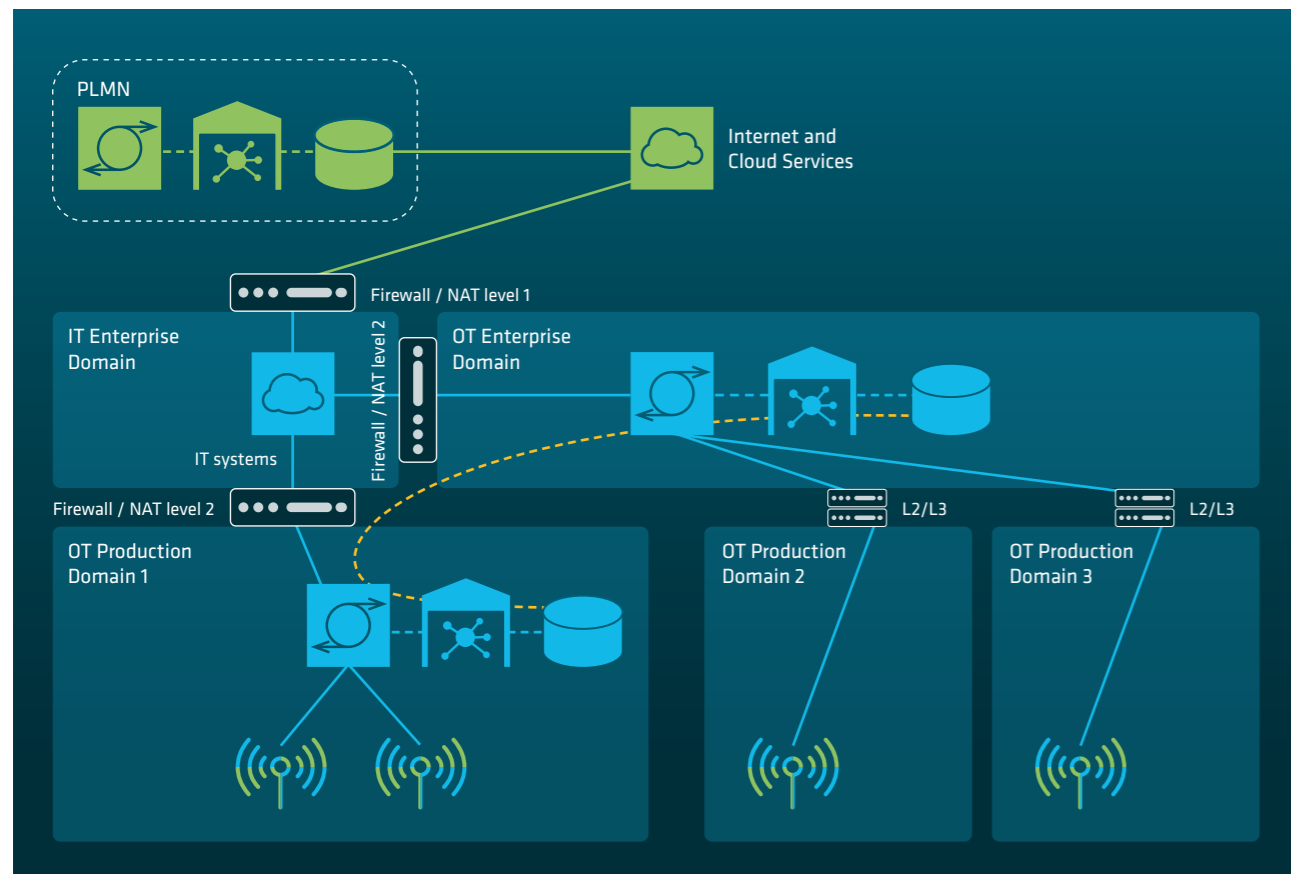 PLMN
Internet and
Cloud Services
Firewall / NAT level 1
IT Enterprise
Domain
Firewall / NAT level 2
OT Enterprise
Domain
IT systems
Firewall / NAT level 2
L2/L3
L2/L3
OT Production
Domain 1
OT Production
Domain 2
OT Production
Domain 3